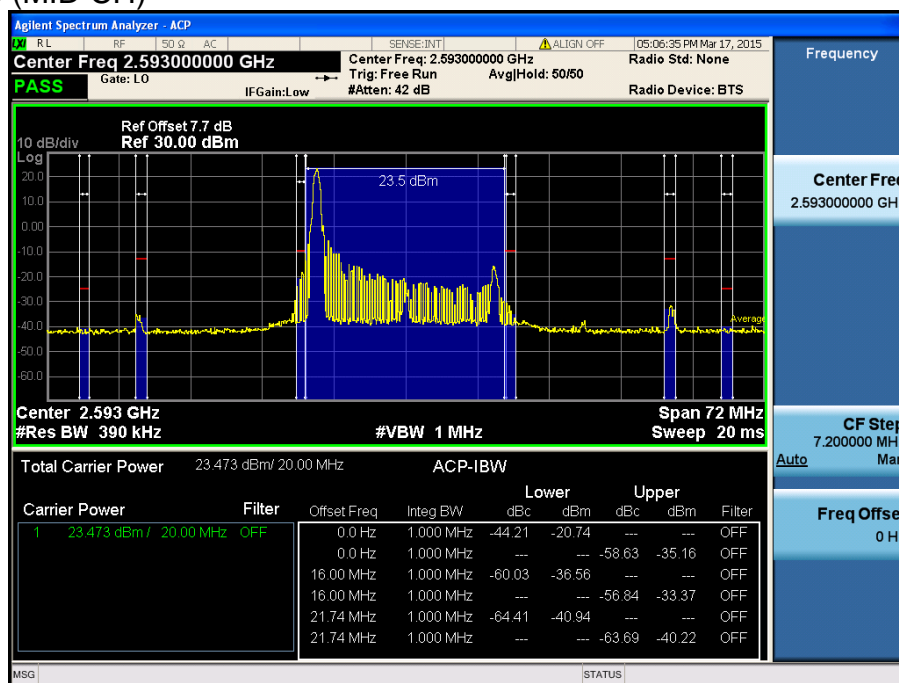 (MID CH)
Agilent Spectrum Analyzer - ACP
LXI RL RF 50 Ω AC SENSE:INT ALIGN OFF 05:06:35 PM Mar 17, 2015
Center Freq 2.593000000 GHz Center Freq: 2.593000000 GHz Radio Std: None
Gate: LO Trig: Free Run Avg|Hold: 50/50
PASS IFGain:Low #Atten: 42 dB Radio Device: BTS
Ref Offset 7.7 dB
10 dB/div Ref 30.00 dBm
Log
20.0
10.0
0.00
-10.0
-20.0
-30.0
-40.0
-50.0
-60.0
23.5 dBm
Average
Center 2.593 GHz Span 72 MHz
#Res BW 390 kHz #VBW 1 MHz Sweep 20 ms
Total Carrier Power 23.473 dBm/ 20.00 MHz ACP-IBW
Lower Upper
Carrier Power Filter Offset Freq Integ BW dBc dBm dBc dBm Filter
1 23.473 dBm / 20.00 MHz OFF 0.0 Hz 1.000 MHz -44.21 -20.74 --- --- OFF
0.0 Hz 1.000 MHz --- --- -58.63 -35.16 OFF
16.00 MHz 1.000 MHz -60.03 -36.56 --- --- OFF
16.00 MHz 1.000 MHz --- --- -56.84 -33.37 OFF
21.74 MHz 1.000 MHz -64.41 -40.94 --- --- OFF
21.74 MHz 1.000 MHz --- --- -63.69 -40.22 OFF
MSG STATUS
Frequency
Center Freq
2.593000000 GH
CF Step
7.200000 MH
Auto Ma
Freq Offse
0 H